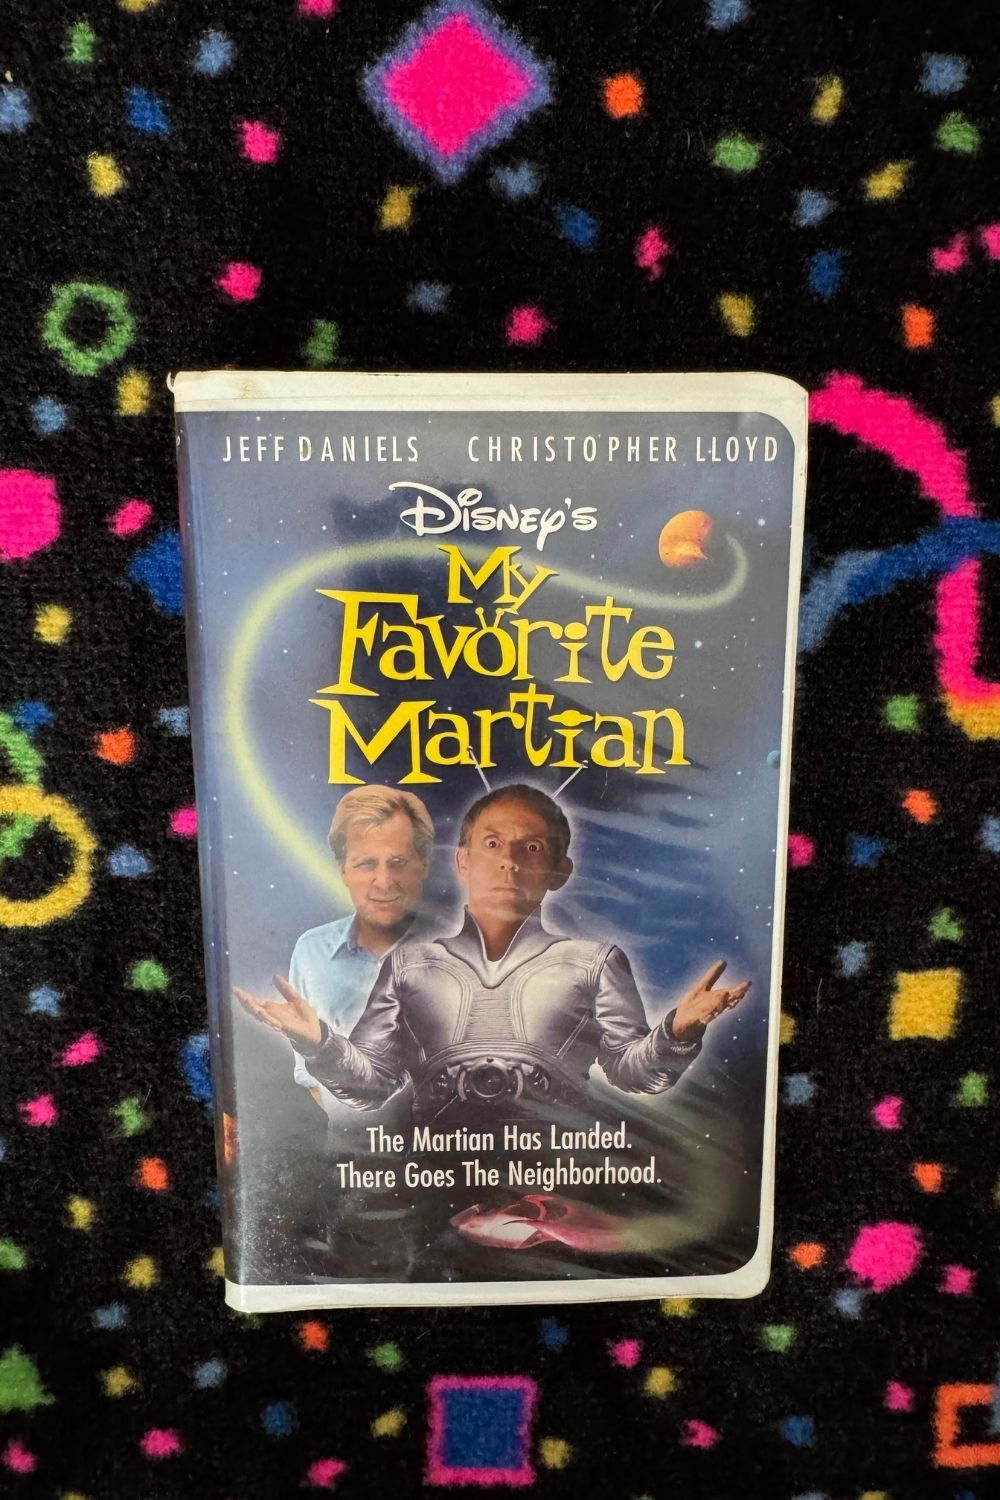 JEFF DANIELS CHRISTOPHER LLOYD
Disney's
My
Favorite
Martian
The Martian Has Landed.
There Goes The Neighborhood.